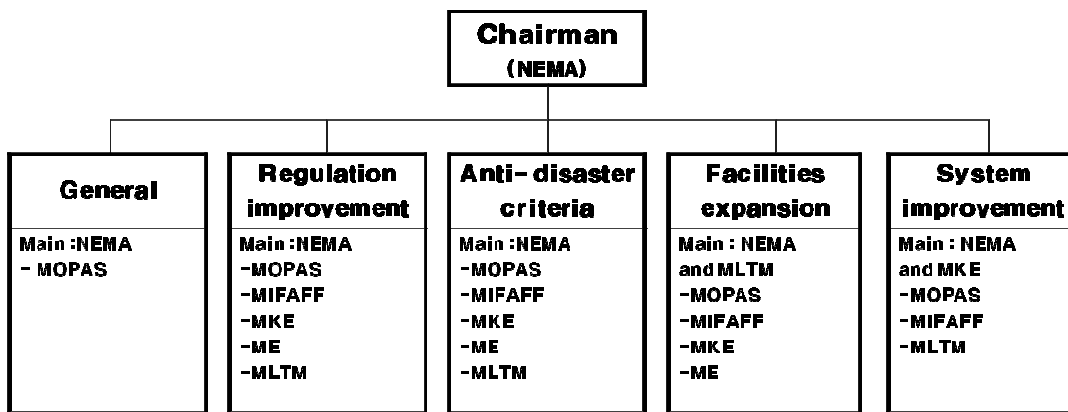 Chairman
(NEMA)
General
Main :NEMA
- MOPAS
Regulation
improvement
Main :NEMA
-MOPAS
-MIFAFF
-MKE
-ME
-MLTM
Anti-disaster
criteria
Main :NEMA
-MOPAS
-MIFAFF
-MKE
-ME
-MLTM
Facilities
expansion
Main : NEMA
and MLTM
-MOPAS
-MIFAFF
-MKE
-ME
System
improvement
Main : NEMA
and MKE
-MOPAS
-MIFAFF
-MLTM